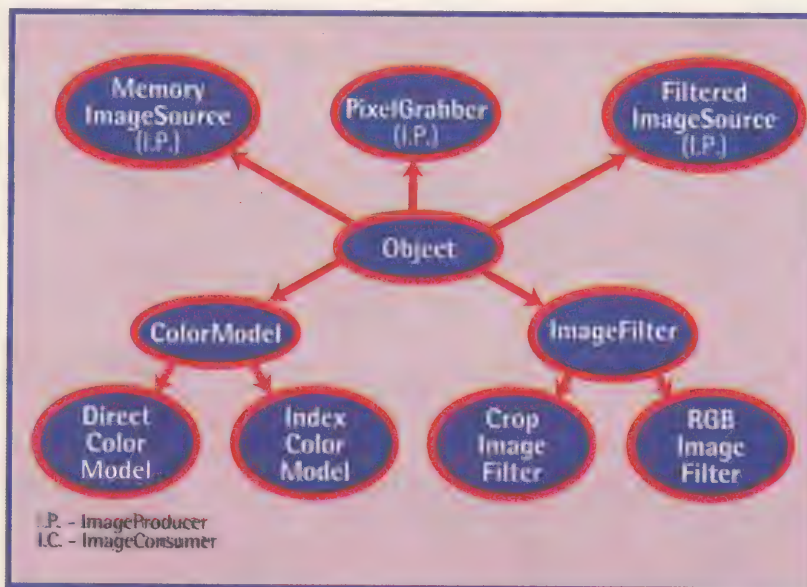 Memory
ImageSource
(I.P.)
PixelGrabber
(I.P.)
Filtered
ImageSource
(I.P.)
Object
ColorModel
ImageFilter
Direct
Color
Model
Index
Color
Model
Crop
Image
Filter
RGB
Image
Filter
I.P. - ImageProducer
I.C. - ImageConsumer